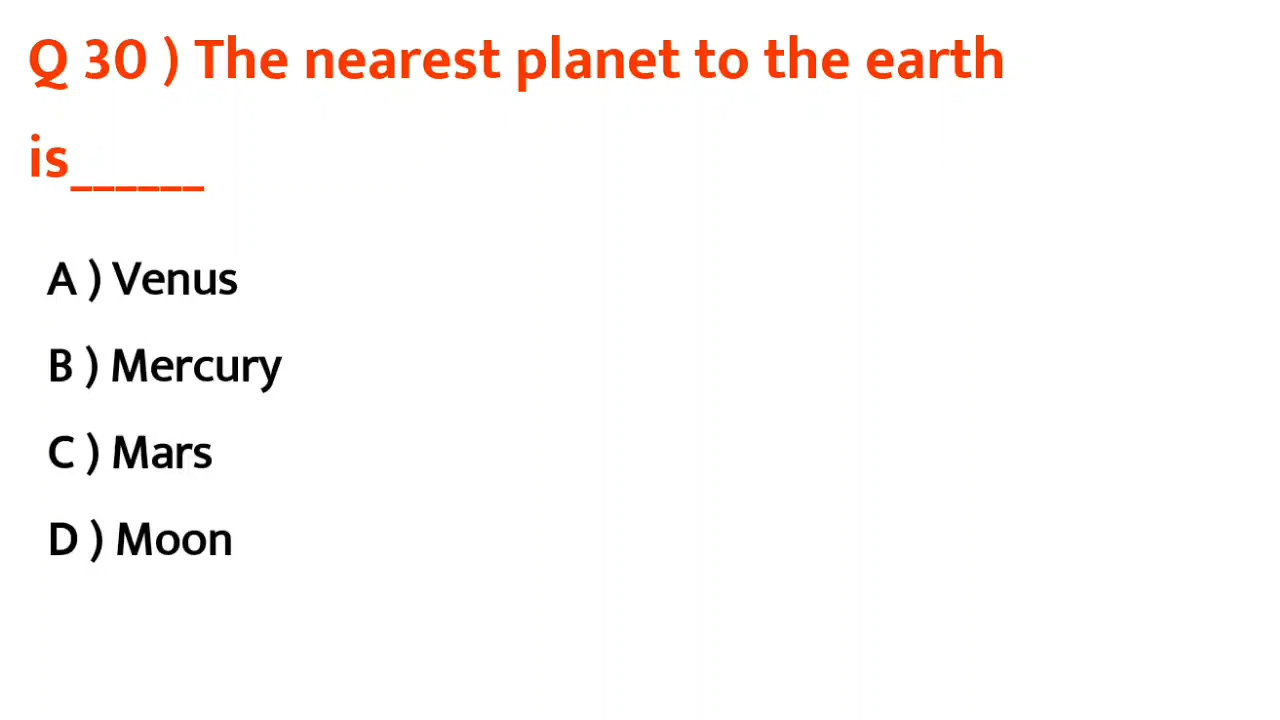 Q 30 ) The nearest planet to the earth
is______
A ) Venus
B ) Mercury
C ) Mars
D ) Moon